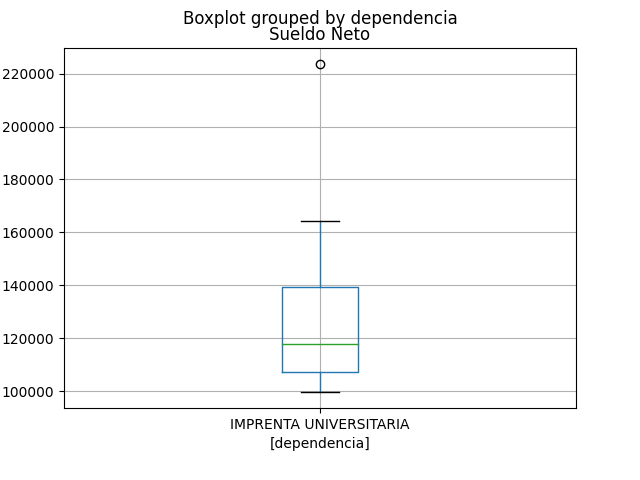 Boxplot grouped by dependencia
Sueldo Neto
220000
200000
180000
160000
140000
120000
100000
IMPRENTA UNIVERSITARIA
[dependencia]